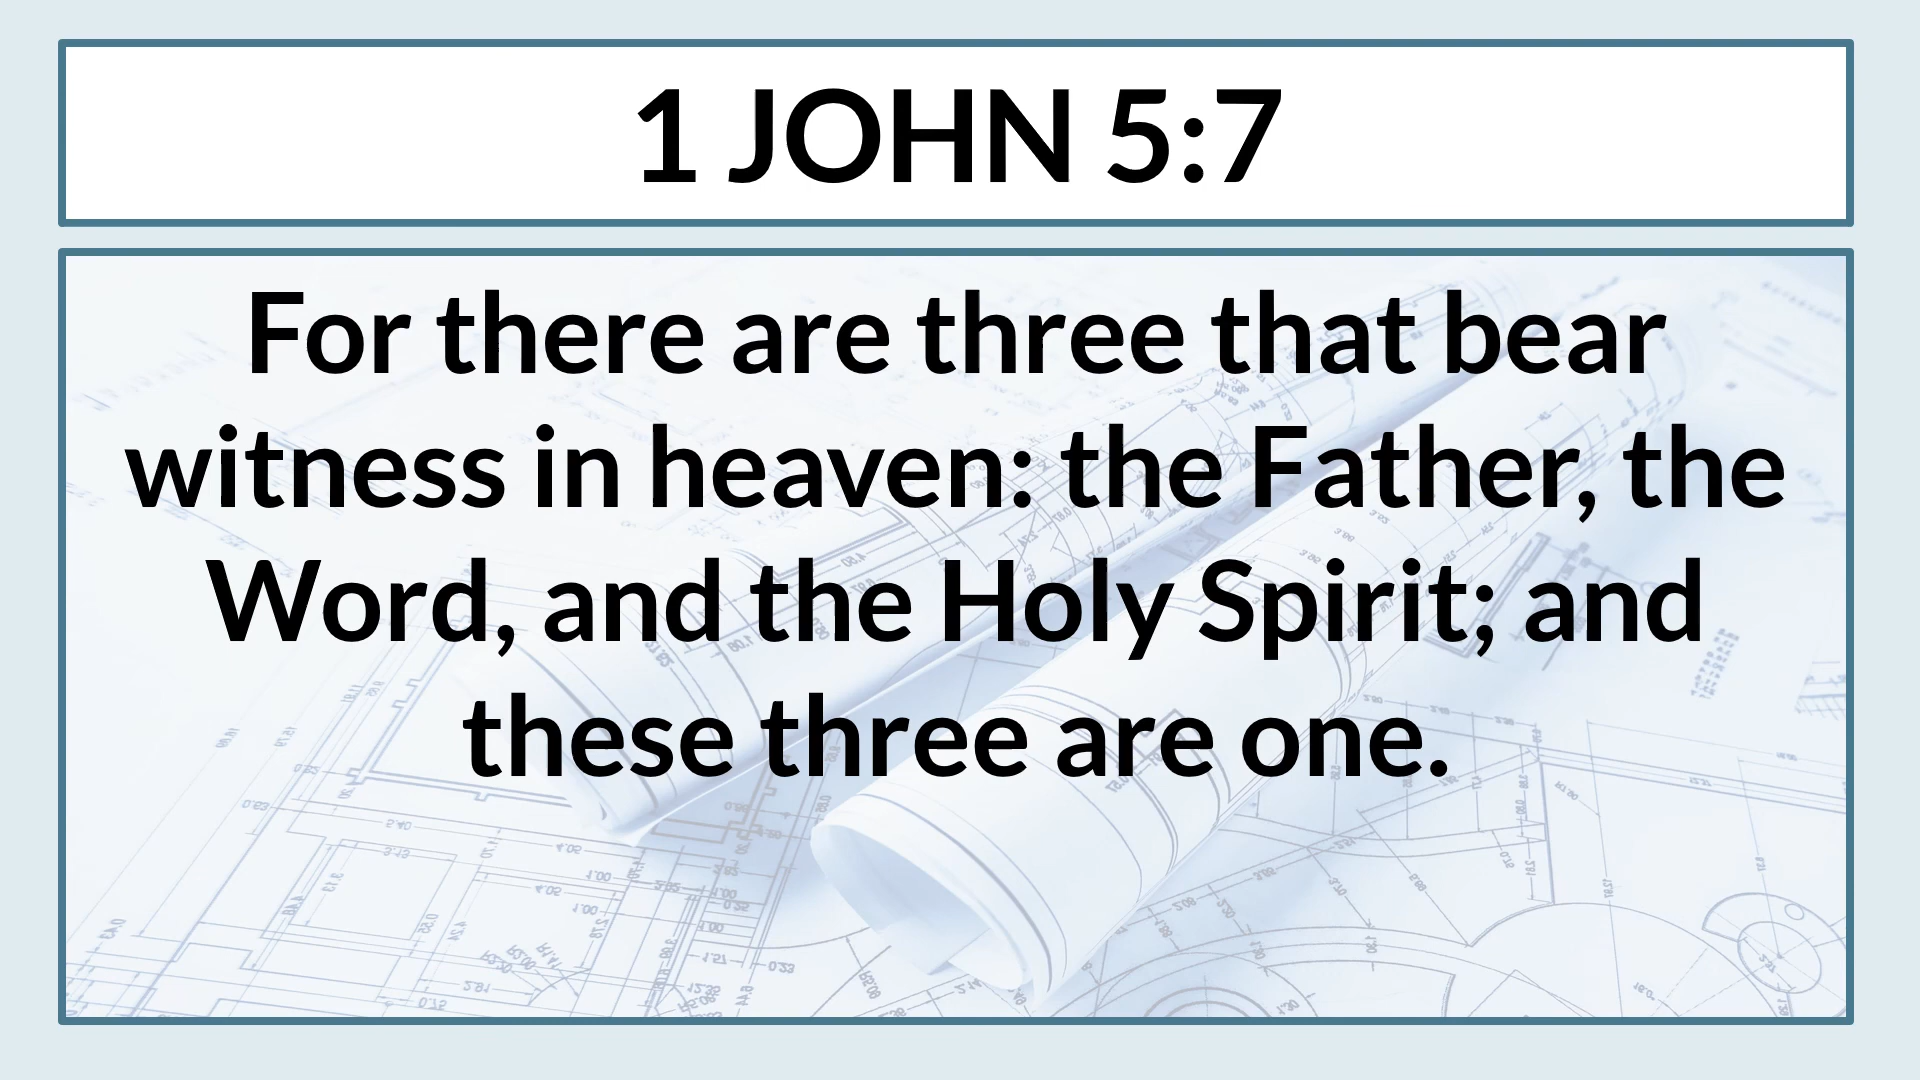 1 JOHN 5:7
For there are three that bear
witness in heaven: the Father, the
Word, and the Holy Spirit; and
these three are one.